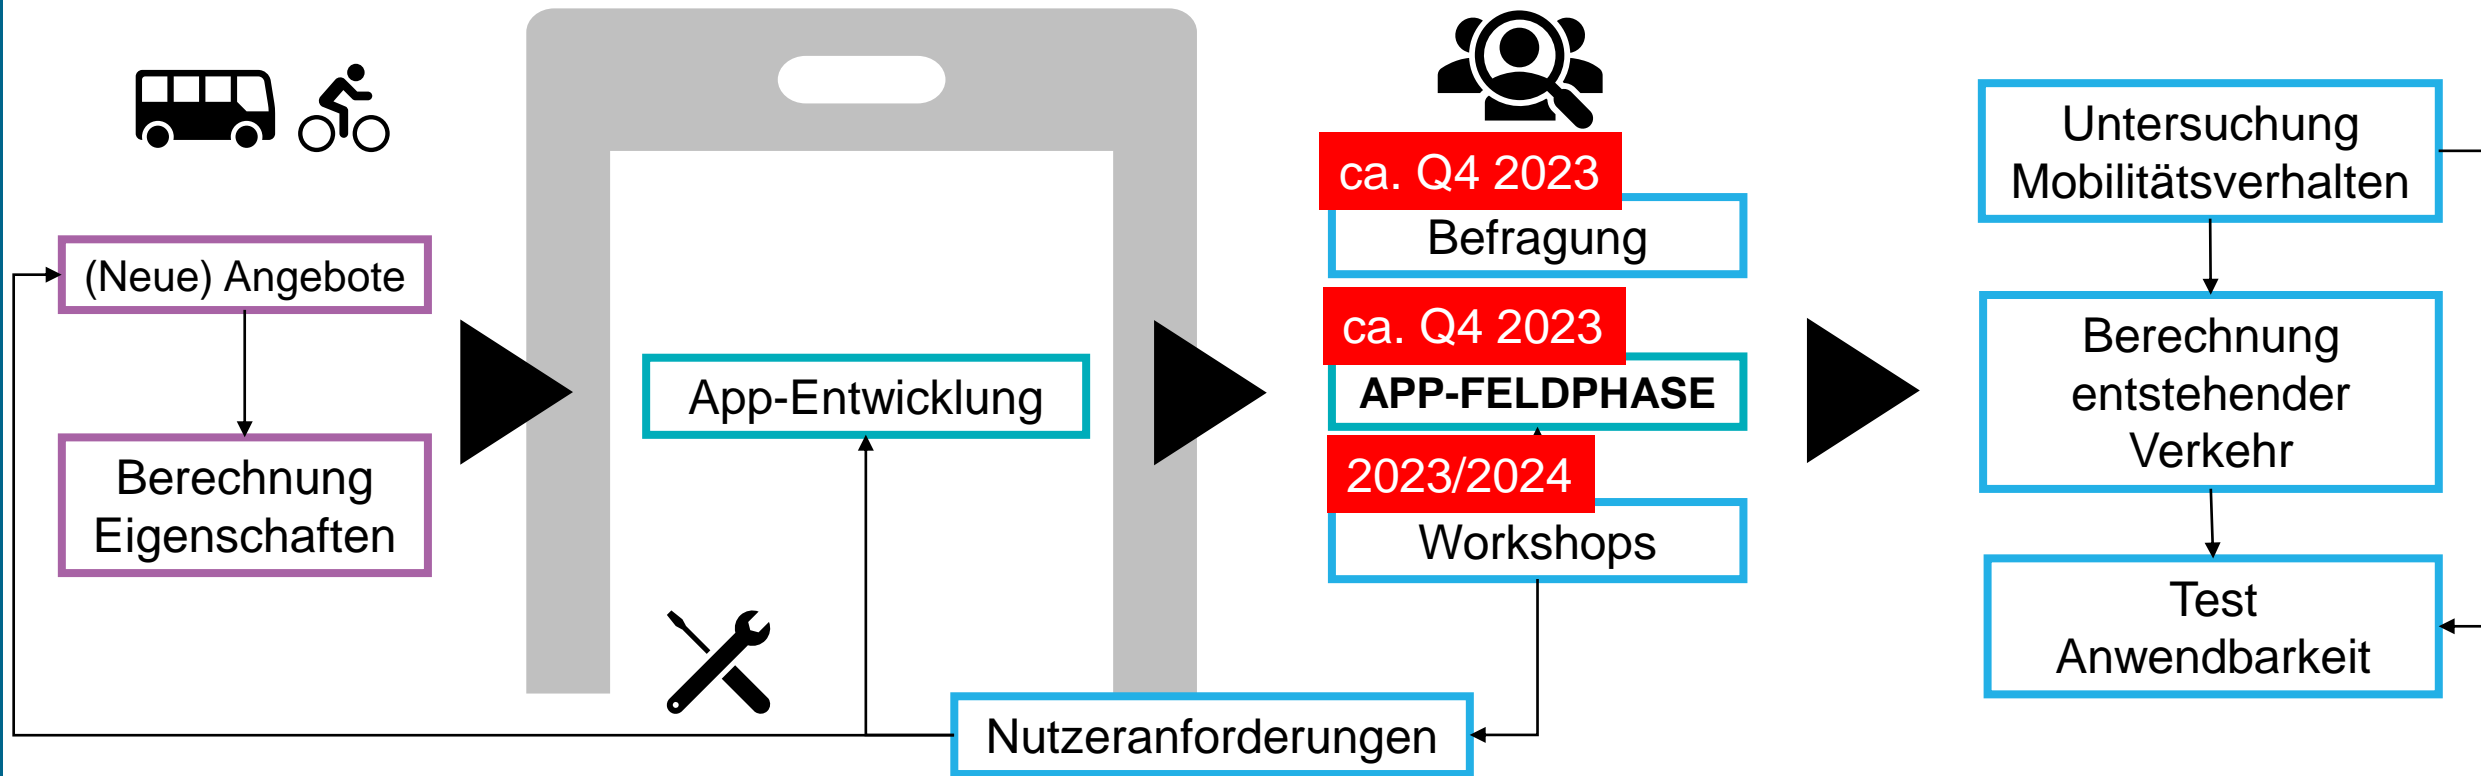 (Neue) Angebote
Berechnung
Eigenschaften
App-Entwicklung
ca. Q4 2023
Befragung
ca. Q4 2023
APP-FELDPHASE
2023/2024
Workshops
Nutzeranforderungen
Untersuchung
Mobilitätsverhalten
Berechnung
entstehender
Verkehr
Test
Anwendbarkeit